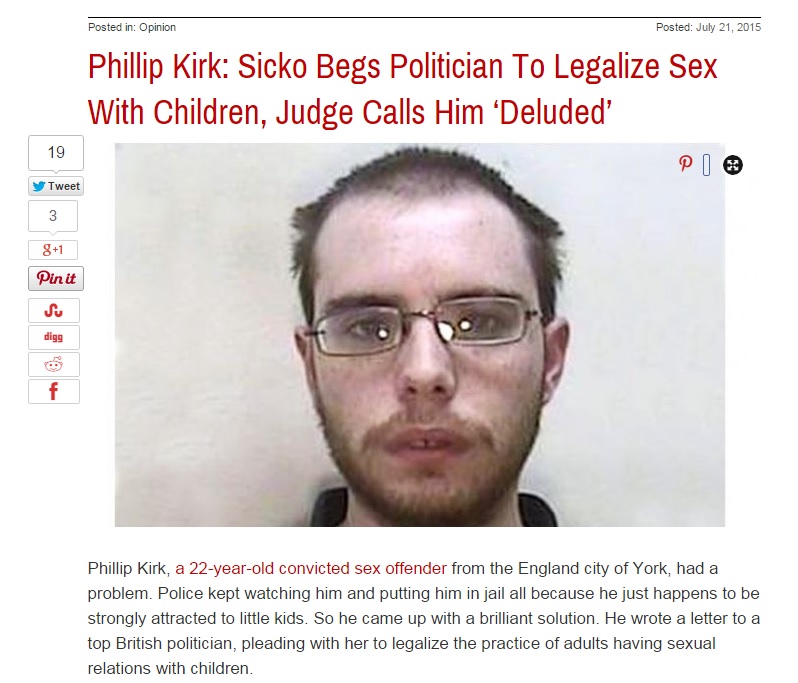 Posted in: Opinion
Posted: July 21, 2015
Phillip Kirk: Sicko Begs Politician To Legalize Sex
With Children, Judge Calls Him ‘Deluded’
19
Tweet
3
g+1
Pin it
digg
Phillip Kirk, a 22-year-old convicted sex offender from the England city of York, had a
problem. Police kept watching him and putting him in jail all because he just happens to be
strongly attracted to little kids. So he came up with a brilliant solution. He wrote a letter to a
top British politician, pleading with her to legalize the practice of adults having sexual
relations with children.